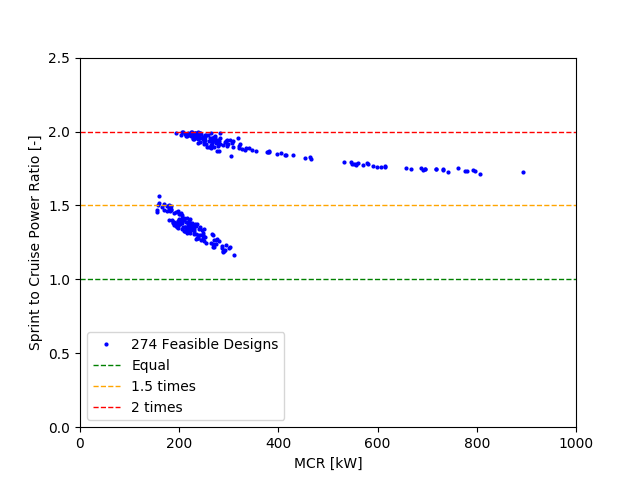 2.5
2.0
1.5
1.0
0.5
0.0
Sprint to Cruise Power Ratio [-]
274 Feasible Designs
Equal
1.5 times
2 times
0 200 400 600 800 1000
MCR [kW]